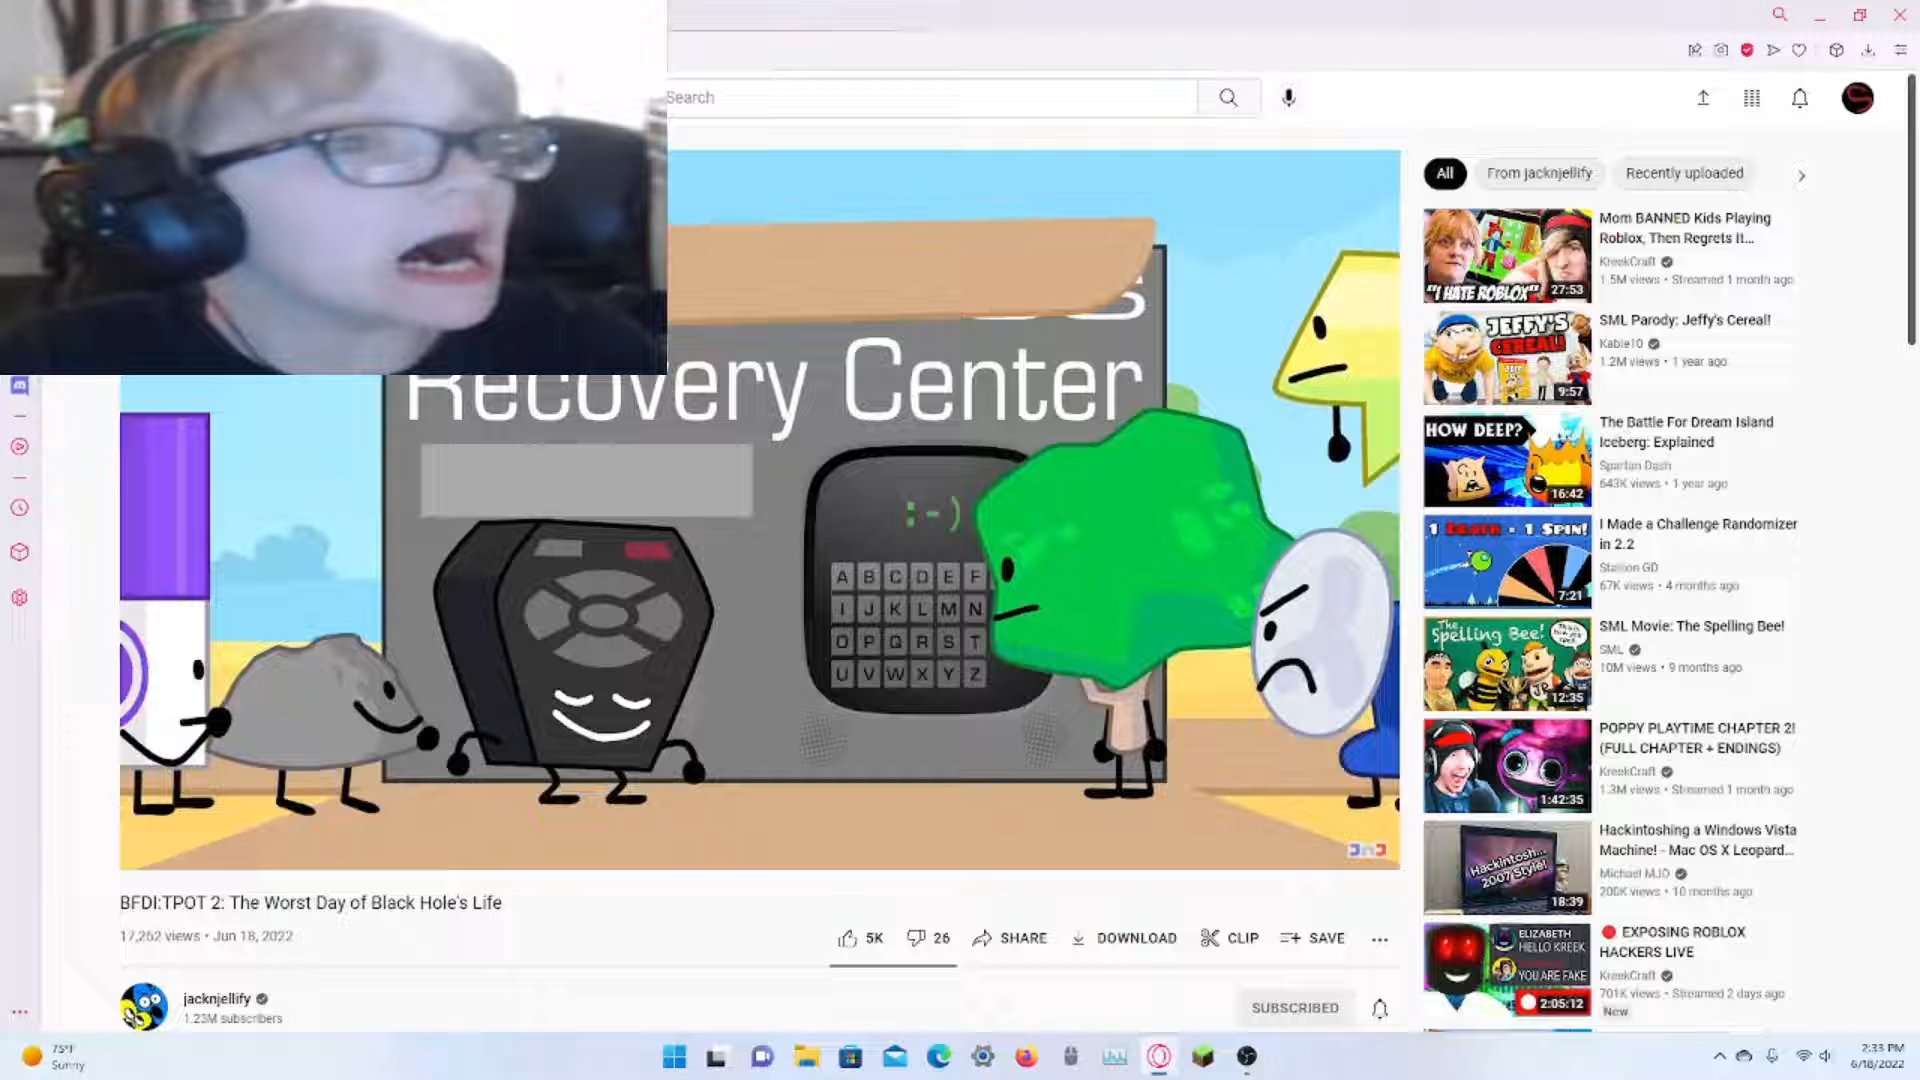 Search
All
From jacknjellify
Recently uploaded
Recovery Center
:-)
A B C D E F
I J K L M N
O P Q R S T
U V W X Y Z
BFDI:TPOT 2: The Worst Day of Black Hole's Life
17,262 views • Jun 18, 2022
5K
26
SHARE
DOWNLOAD
CLIP
SAVE
jacknjellify
1.23M subscribers
SUBSCRIBED
"I HATE ROBLOX"
27:53
Mom BANNED Kids Playing
Roblox, Then Regrets It...
KreekCraft
1.5M views • Streamed 1 month ago
JEFFY'S
CEREAL!
9:57
SML Parody: Jeffy's Cereal!
Kable10
1.2M views • 1 year ago
HOW DEEP?
16:42
The Battle For Dream Island
Iceberg: Explained
Spartan Dash
643K views • 1 year ago
1 DEATH = 1 SPIN!
7:21
I Made a Challenge Randomizer
in 2.2
Stallion GD
67K views • 4 months ago
The
Spelling Bee!
12:35
SML Movie: The Spelling Bee!
SML
10M views • 9 months ago
1:42:35
POPPY PLAYTIME CHAPTER 2!
(FULL CHAPTER + ENDINGS)
KreekCraft
1.3M views • Streamed 1 month ago
Hackintosh...
2007 Style!
18:39
Hackintoshing a Windows Vista
Machine! - Mac OS X Leopard...
Michael MJD
200K views • 10 months ago
ELIZABETH
HELLO KREEK
YOU ARE FAKE
2:05:12
EXPOSING ROBLOX
HACKERS LIVE
KreekCraft
701K views • Streamed 2 days ago
New
75°F
Sunny
2:33 PM
6/18/2022